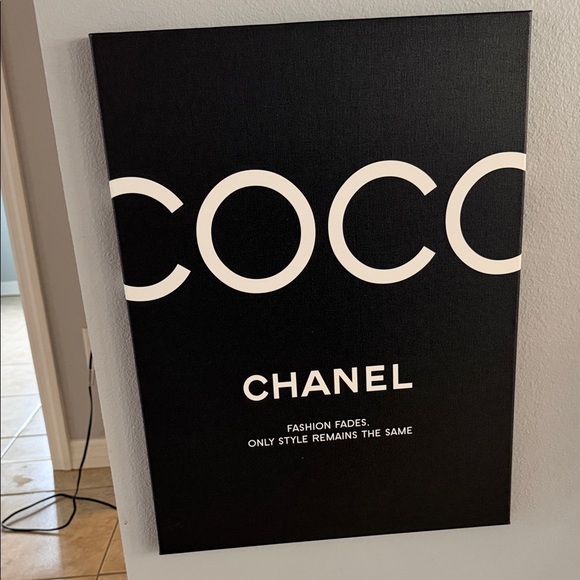 COCO
CHANEL
FASHION FADES.
ONLY STYLE REMAINS THE SAME